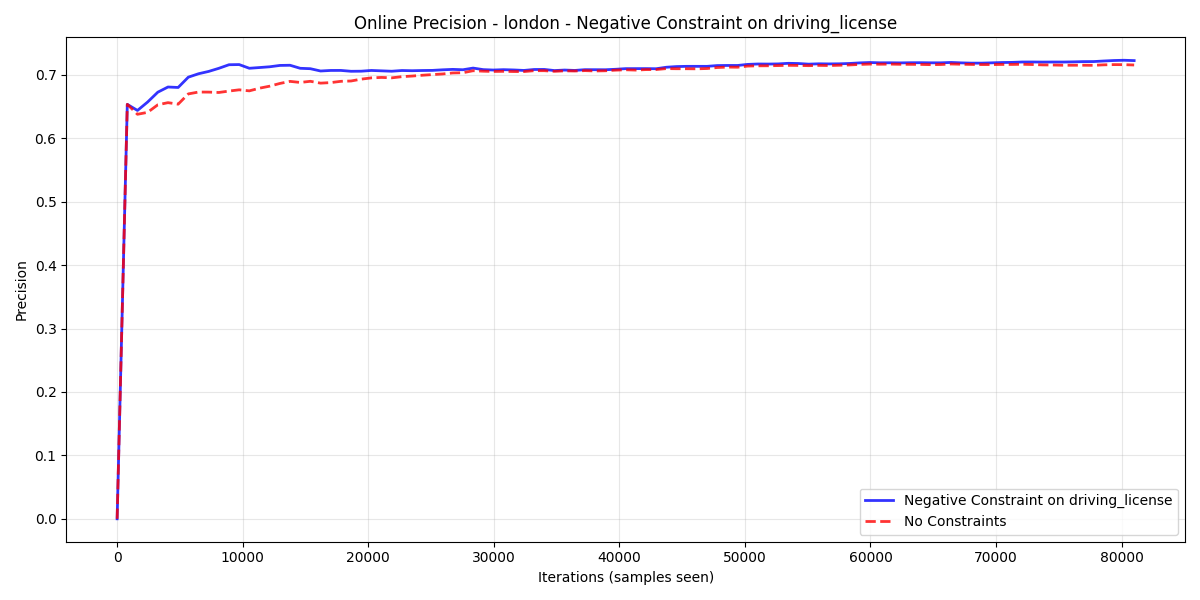 Online Precision - london - Negative Constraint on driving_license
0.7
0.6
0.5
0.4
0.3
0.2
0.1
0.0
Precision
0 10000 20000 30000 40000 50000 60000 70000 80000
Iterations (samples seen)
Negative Constraint on driving_license
No Constraints